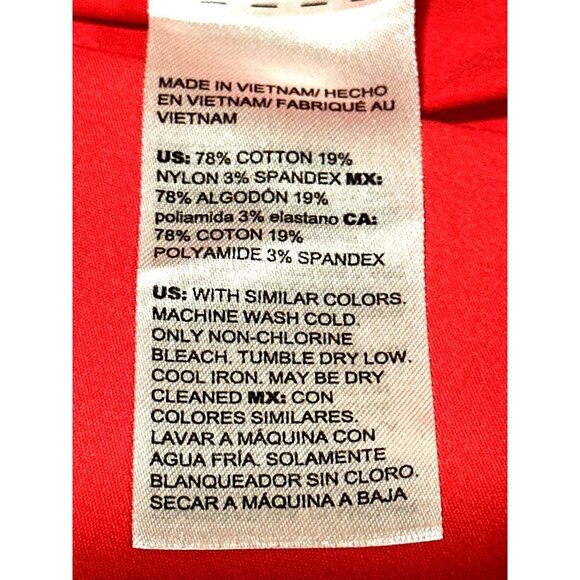 MADE IN VIETNAM/ HECHO
EN VIETNAM/ FABRIQUÉ AU
VIETNAM
US: 78% COTTON 19%
NYLON 3% SPANDEX MX:
78% ALGODÓN 19%
poliamida 3% elastano CA:
78% COTON 19%
POLYAMIDE 3% SPANDEX
US: WITH SIMILAR COLORS.
MACHINE WASH COLD.
ONLY NON-CHLORINE
BLEACH. TUMBLE DRY LOW.
COOL IRON. MAY BE DRY
CLEANED MX: CON
COLORES SIMILARES.
LAVAR A MÁQUINA CON
AGUA FRÍA. SOLAMENTE
BLANQUEADOR SIN CLORO.
SECAR A MÁQUINA A BAJA